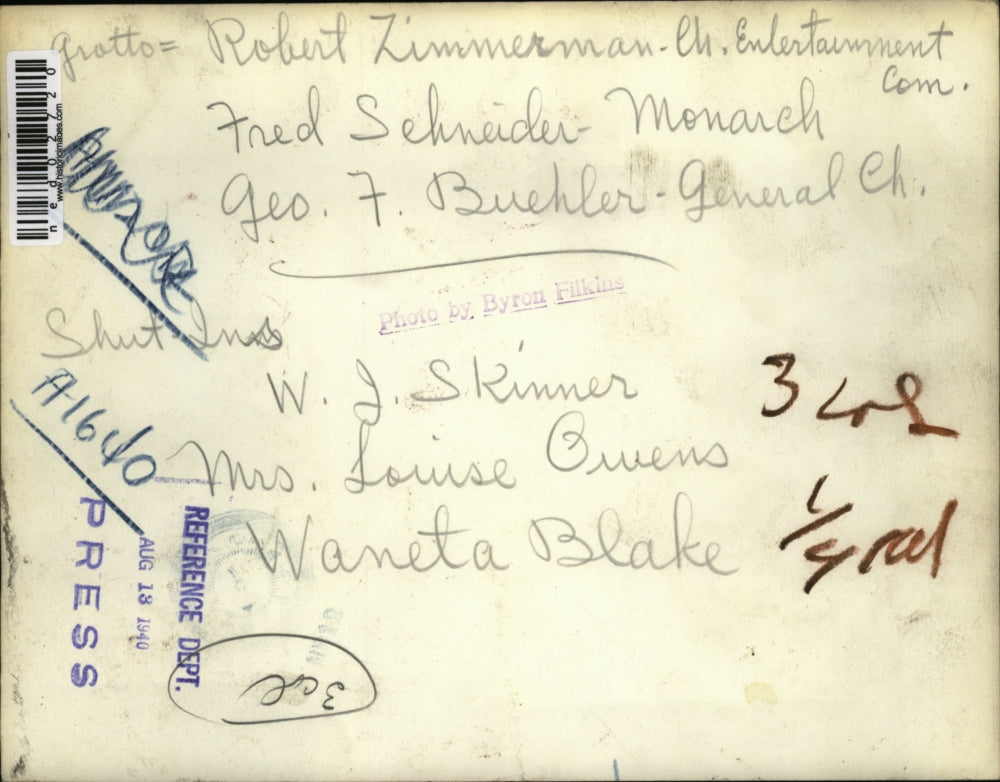 Grotto = Robert Zimmerman - Ch. Entertainment
Com.
Fred Schneider - Monarch
Geo. F. Buehler - General Ch.
Photo by Byron Filkins
Shut Ins
W. J. Skinner
Mrs. Louise Owens
Waneta Blake
3 col
A1640
PRESS
AUG 13 1940
REFERENCE DEPT.
3 col
ned02720
www.historicimages.com